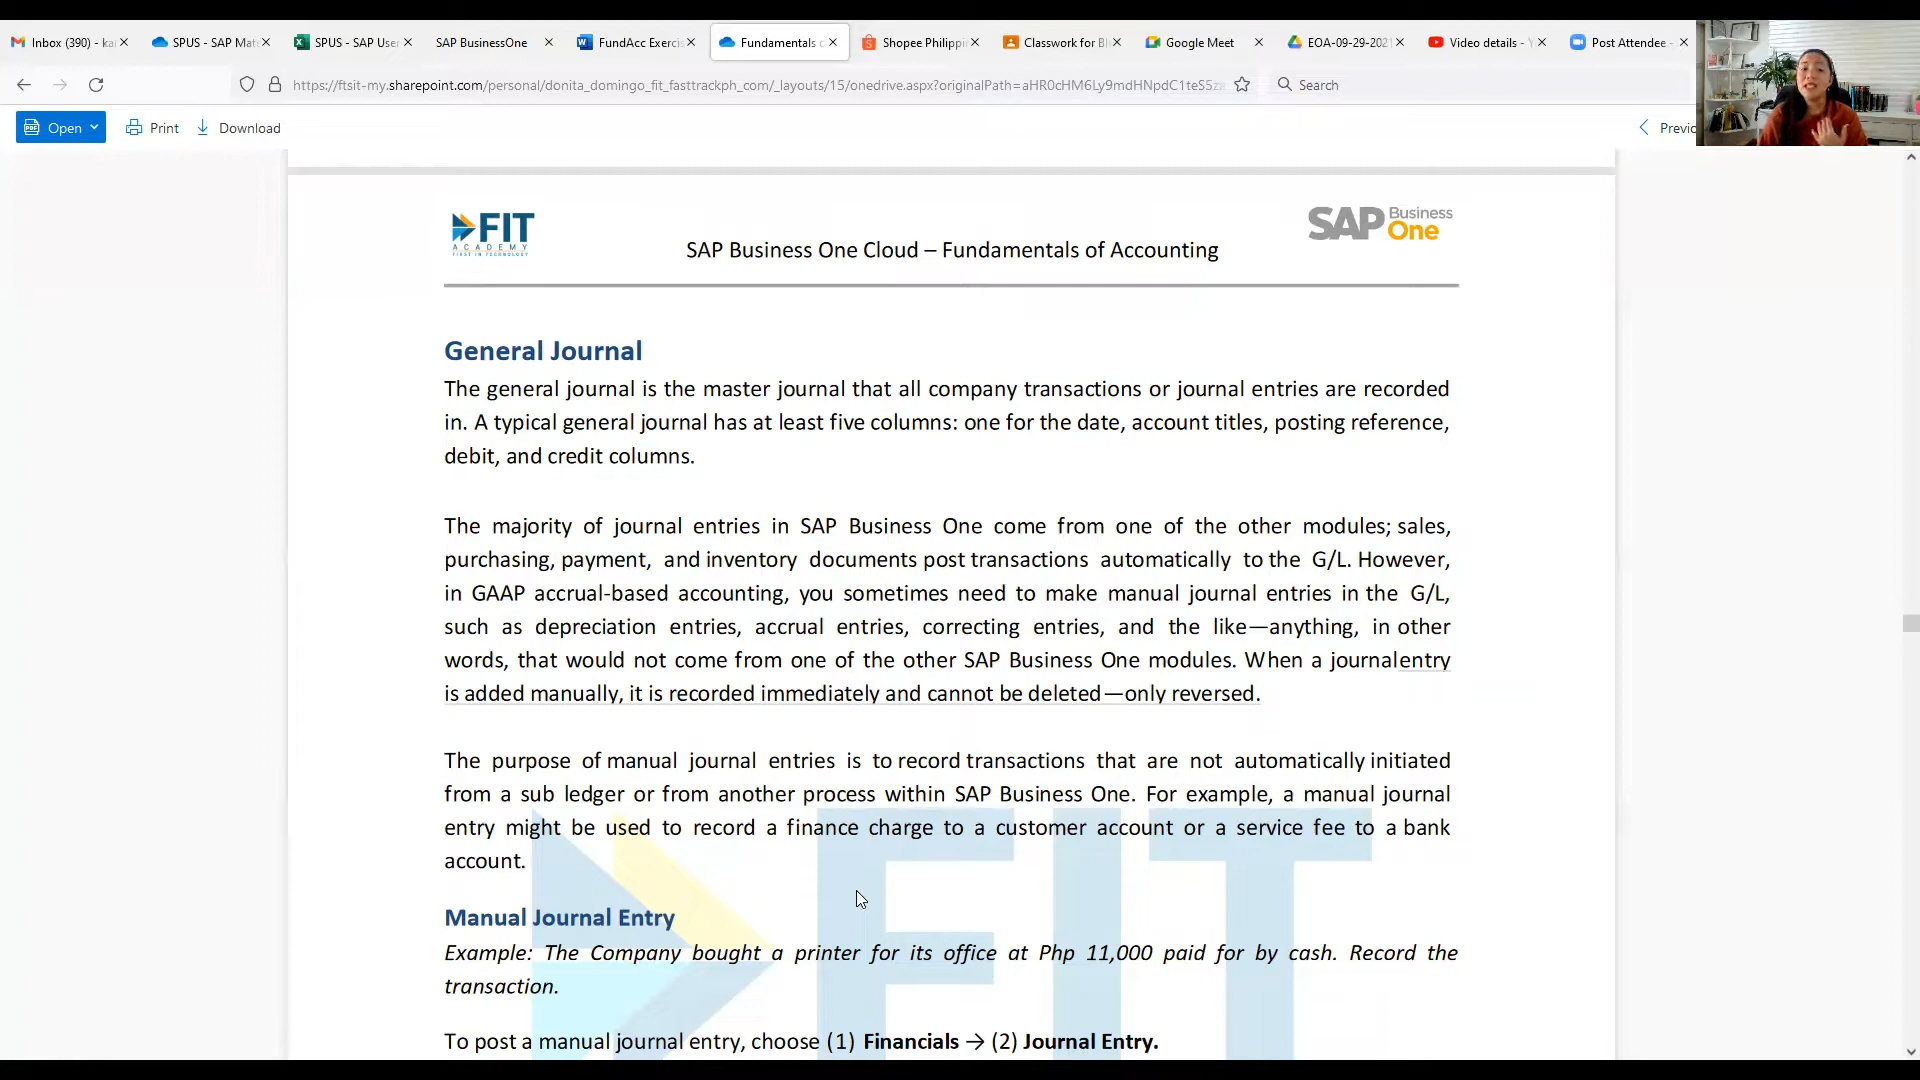 Inbox (390) - ka
SPUS - SAP Mat
SPUS - SAP Use
SAP BusinessOne
FundAcc Exercis
Fundamentals o
Shopee Philippi
Classwork for B
Google Meet
EOA-09-29-2021
Video details -
Post Attendee -
https://ftsit-my.sharepoint.com/personal/donita_domingo_fit_fasttrackph_com/_layouts/15/onedrive.aspx?originalPath=
Search
Open
Print
Download
Previo
FIT
ACADEMY
FIRST IN TECHNOLOGY
SAP Business One
SAP Business One Cloud – Fundamentals of Accounting
General Journal
The general journal is the master journal that all company transactions or journal entries are recorded
in. A typical general journal has at least five columns: one for the date, account titles, posting reference,
debit, and credit columns.
The majority of journal entries in SAP Business One come from one of the other modules; sales,
purchasing, payment, and inventory documents post transactions automatically to the G/L. However,
in GAAP accrual-based accounting, you sometimes need to make manual journal entries in the G/L,
such as depreciation entries, accrual entries, correcting entries, and the like—anything, in other
words, that would not come from one of the other SAP Business One modules. When a journalentry
is added manually, it is recorded immediately and cannot be deleted—only reversed.
The purpose of manual journal entries is to record transactions that are not automatically initiated
from a sub ledger or from another process within SAP Business One. For example, a manual journal
entry might be used to record a finance charge to a customer account or a service fee to a bank
account.
Manual Journal Entry
Example: The Company bought a printer for its office at Php 11,000 paid for by cash. Record the
transaction.
To post a manual journal entry, choose (1) Financials → (2) Journal Entry.
FIT